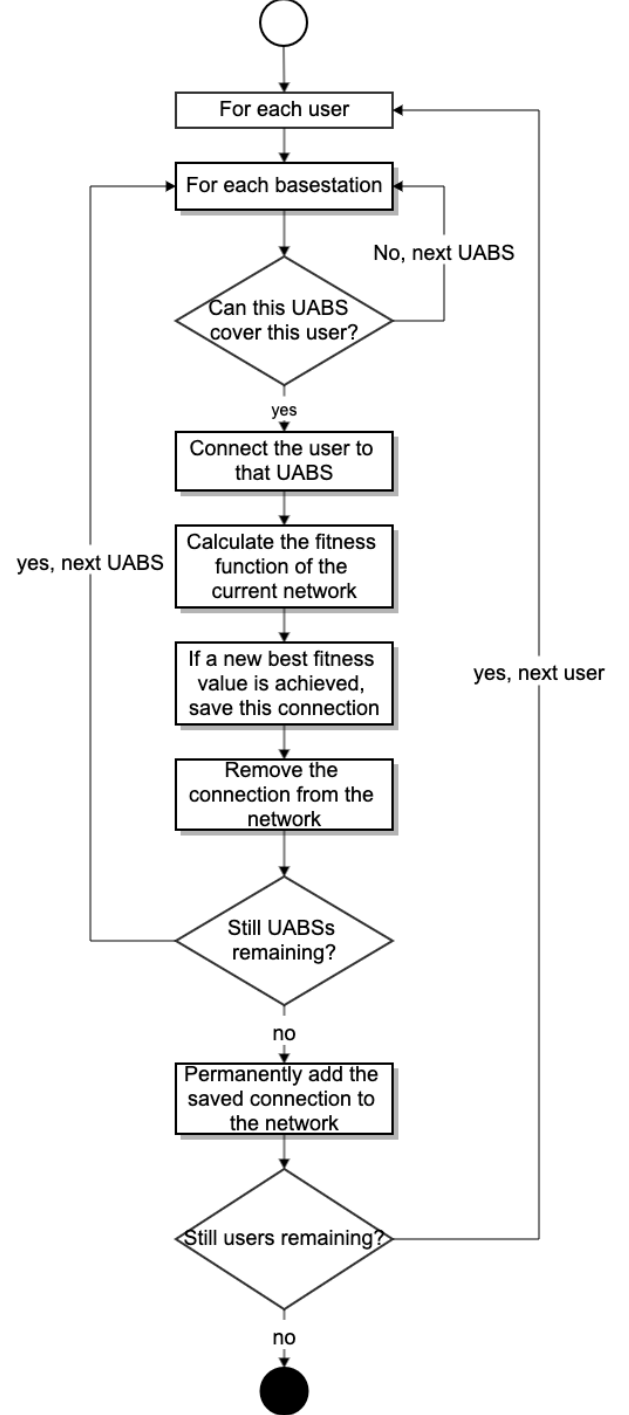 For each user
For each basestation
No, next UABS
Can this UABS
cover this user?
yes
Connect the user to
that UABS
Calculate the fitness
function of the
current network
yes, next UABS
If a new best fitness
value is achieved,
save this connection
yes, next user
Remove the
connection from the
network
Still UABSs
remaining?
no
Permanently add the
saved connection to
the network
Still users remaining?
no